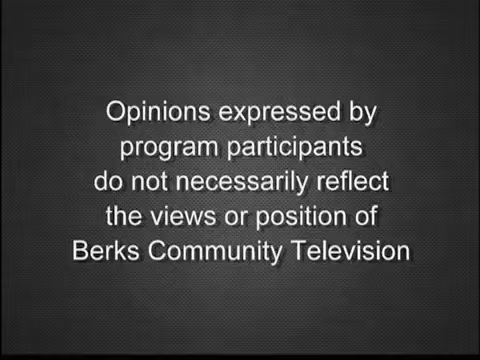 Opinions expressed by
program participants
do not necessarily reflect
the views or position of
Berks Community Television